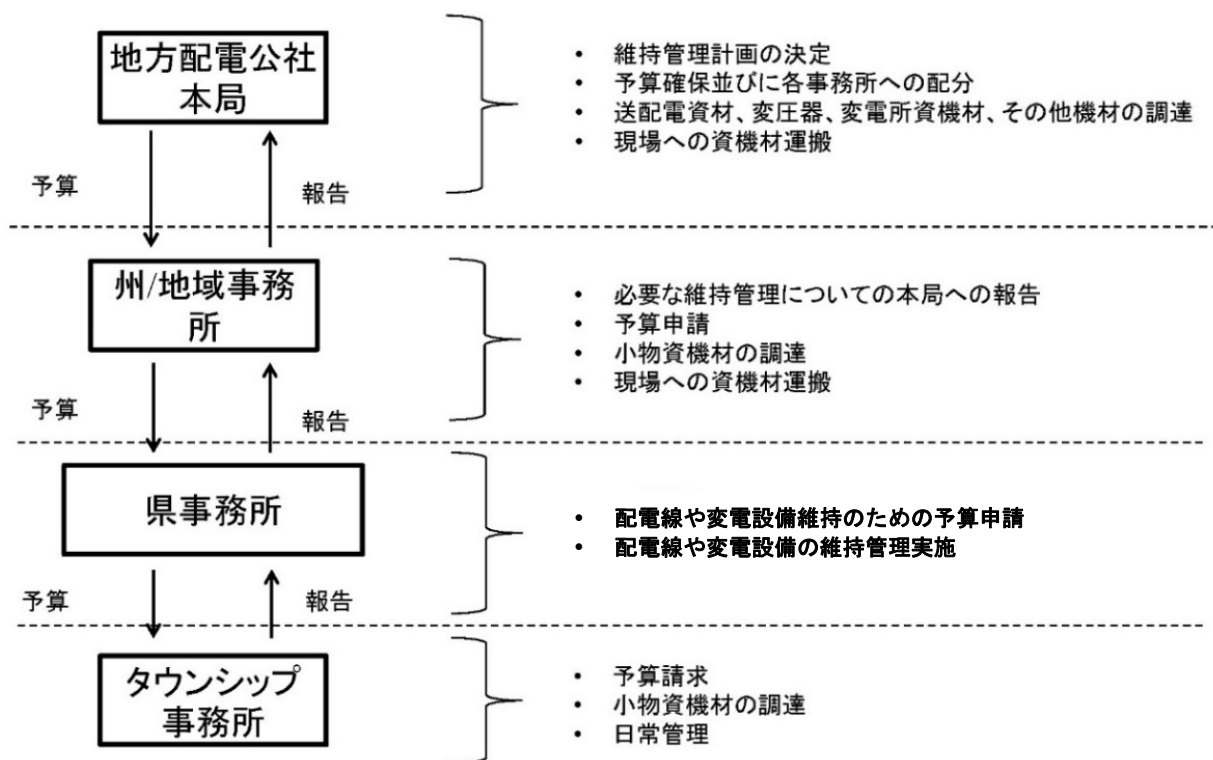 地方配電公社
本局
• 維持管理計画の決定
• 予算確保並びに各事務所への配分
• 送配電資材、変圧器、変電所資機材、その他機材の調達
• 現場への資機材運搬
予算
報告
州/地域事務
所
• 必要な維持管理についての本局への報告
• 予算申請
• 小物資機材の調達
• 現場への資機材運搬
予算
報告
県事務所
• 配電線や変電設備維持のための予算申請
• 配電線や変電設備の維持管理実施
予算
報告
タウンシップ
事務所
• 予算請求
• 小物資機材の調達
• 日常管理